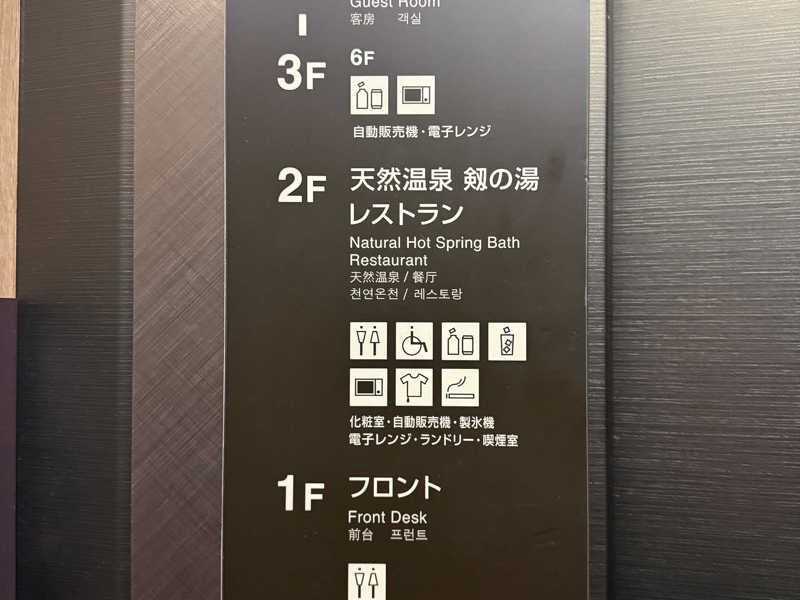 Guest Room
客房 객실
3F
6F
自動販売機・電子レンジ
2F
天然温泉 剱の湯
レストラン
Natural Hot Spring Bath
Restaurant
天然温泉 / 餐厅
천연온천 / 레스토랑
化粧室・自動販売機・製氷機
電子レンジ・ランドリー・喫煙室
1F
フロント
Front Desk
前台 프런트